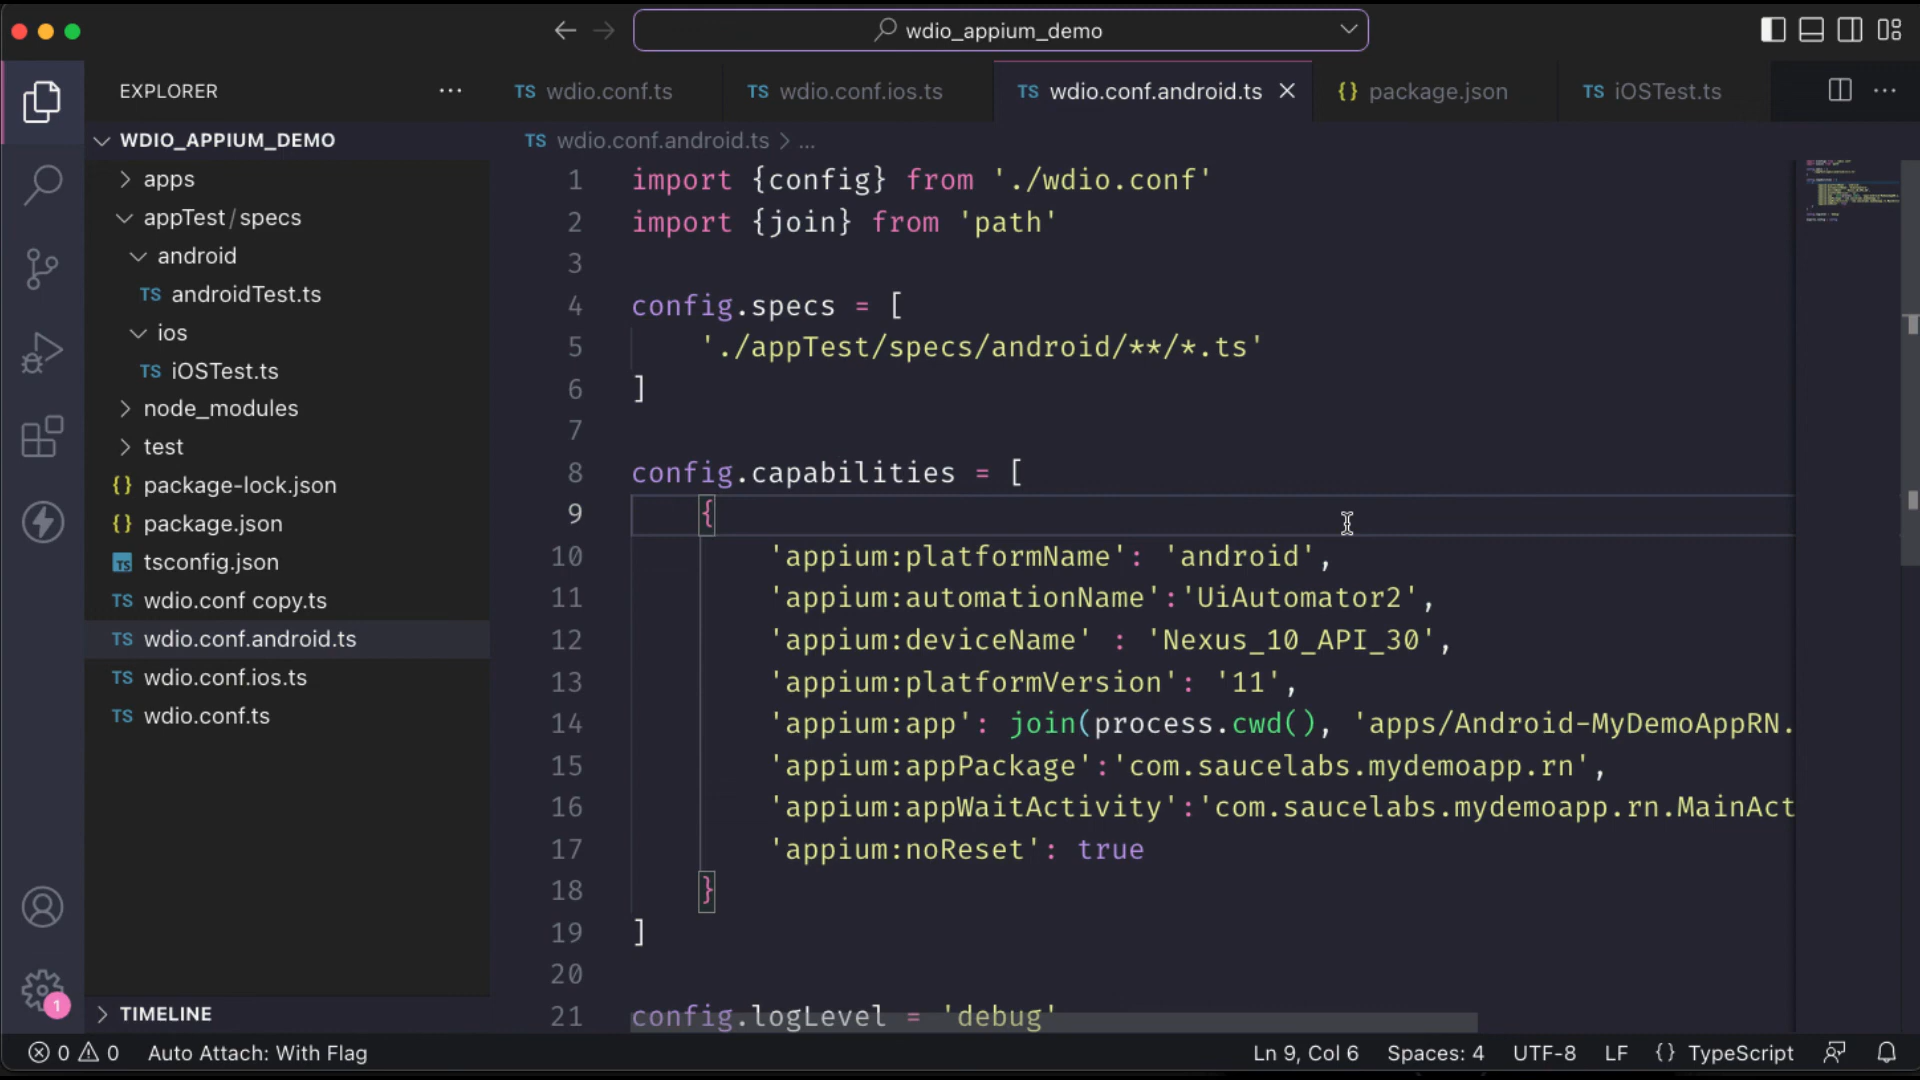 wdio_appium_demo
EXPLORER
TS wdio.conf.ts
TS wdio.conf.ios.ts
TS wdio.conf.android.ts
{} package.json
TS iOSTest.ts
WDIO_APPIUM_DEMO
TS wdio.conf.android.ts > ...
apps
appTest/specs
android
TS androidTest.ts
ios
TS iOSTest.ts
node_modules
test
{} package-lock.json
{} package.json
TS tsconfig.json
TS wdio.conf copy.ts
TS wdio.conf.android.ts
TS wdio.conf.ios.ts
TS wdio.conf.ts
1 import {config} from './wdio.conf'
2 import {join} from 'path'
3
4 config.specs = [
5 './appTest/specs/android/**/*.ts'
6 ]
7
8 config.capabilities = [
9 {
10 'appium:platformName': 'android',
11 'appium:automationName':'UiAutomator2',
12 'appium:deviceName' : 'Nexus_10_API_30',
13 'appium:platformVersion': '11',
14 'appium:app': join(process.cwd(), 'apps/Android-MyDemoAppRN.
15 'appium:appPackage':'com.saucelabs.mydemoapp.rn',
16 'appium:appWaitActivity':'com.saucelabs.mydemoapp.rn.MainAct
17 'appium:noReset': true
18 }
19 ]
20
21 config.logLevel = 'debug'
1
TIMELINE
0 0 Auto Attach: With Flag
Ln 9, Col 6 Spaces: 4 UTF-8 LF {} TypeScript